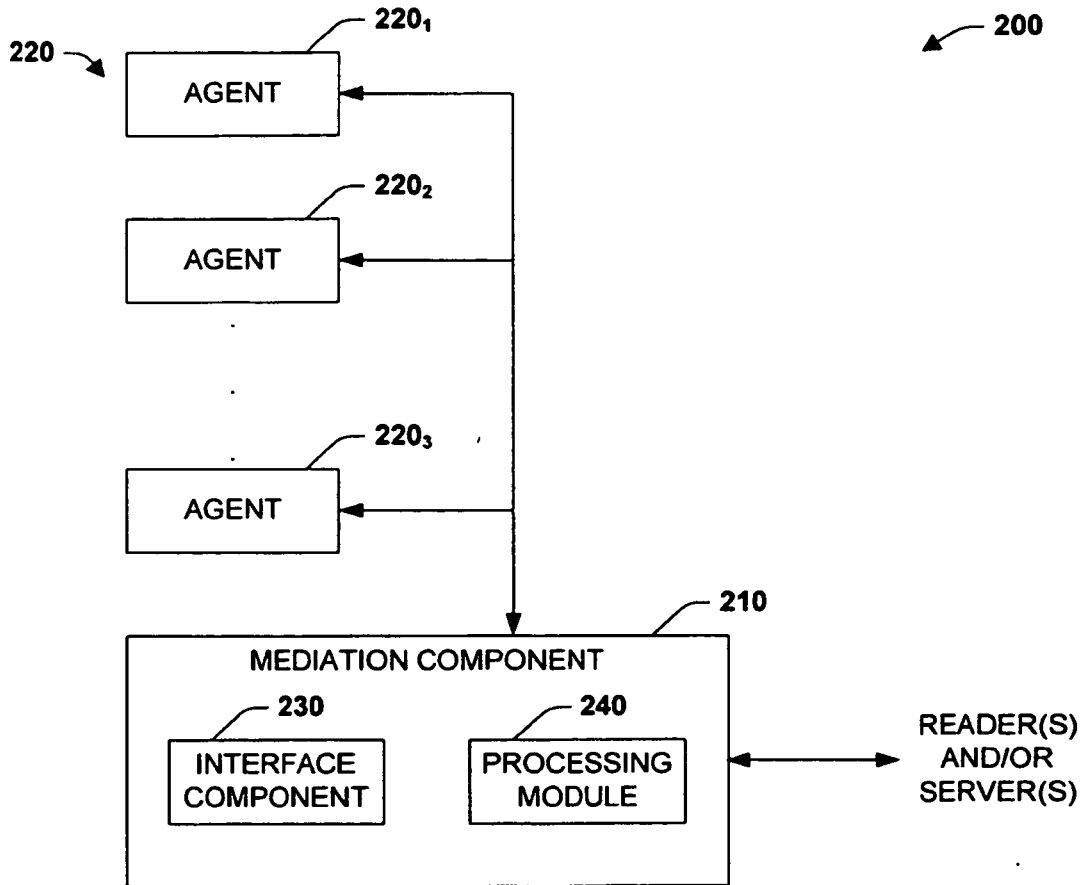 220₁
200
220
AGENT
220₂
AGENT
220₃
AGENT
210
MEDIATION COMPONENT
230
240
INTERFACE
COMPONENT
PROCESSING
MODULE
READER(S)
AND/OR
SERVER(S)